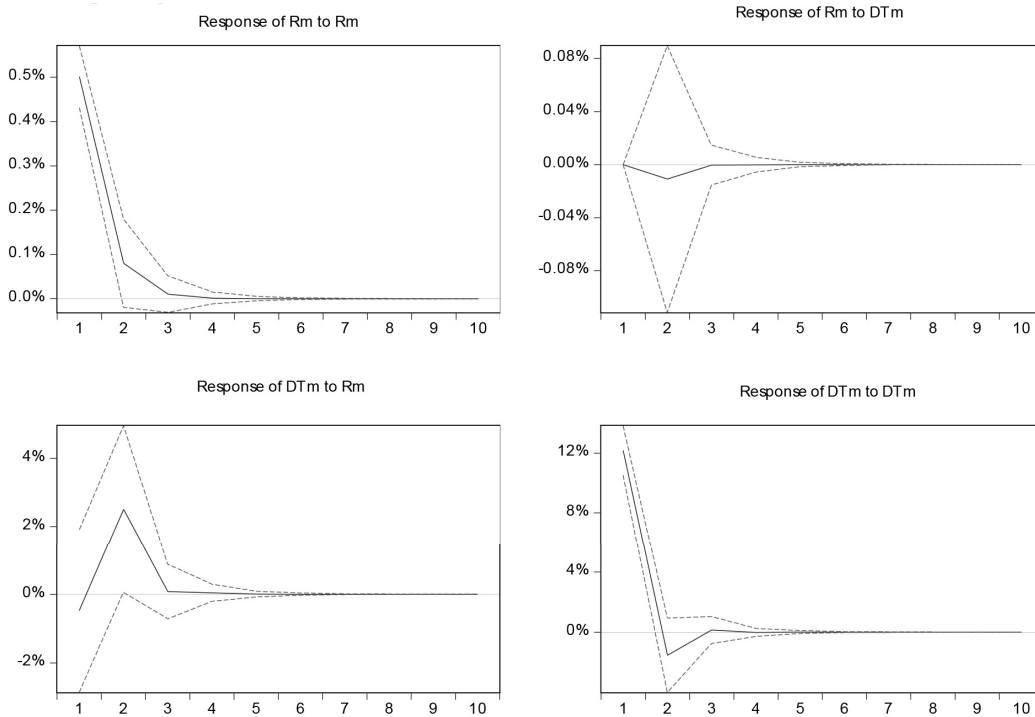 Response of Rm to Rm
0.5%
0.4%
0.3%
0.2%
0.1%
0.0%
1 2 3 4 5 6 7 8 9 10
Response of Rm to DTm
0.08%
0.04%
0.00%
-0.04%
-0.08%
1 2 3 4 5 6 7 8 9 10
Response of DTm to Rm
4%
2%
0%
-2%
1 2 3 4 5 6 7 8 9 10
Response of DTm to DTm
12%
8%
4%
0%
1 2 3 4 5 6 7 8 9 10